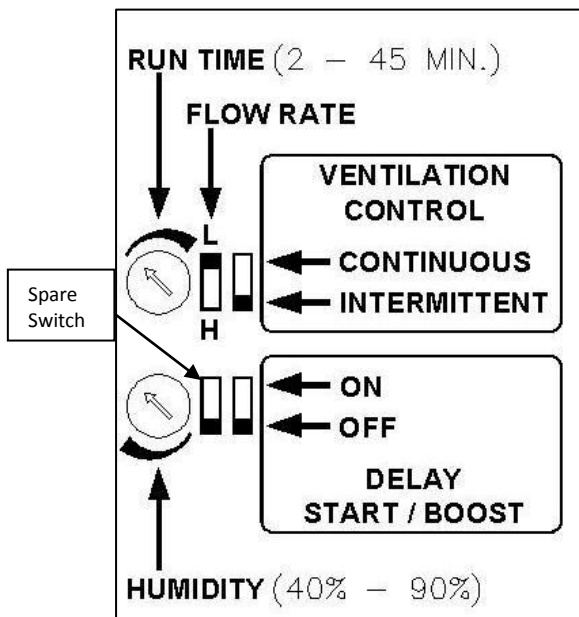 RUN TIME (2 – 45 MIN.)
FLOW RATE
VENTILATION
CONTROL
L
CONTINUOUS
INTERMITTENT
H
Spare
Switch
ON
OFF
DELAY
START / BOOST
HUMIDITY (40% – 90%)